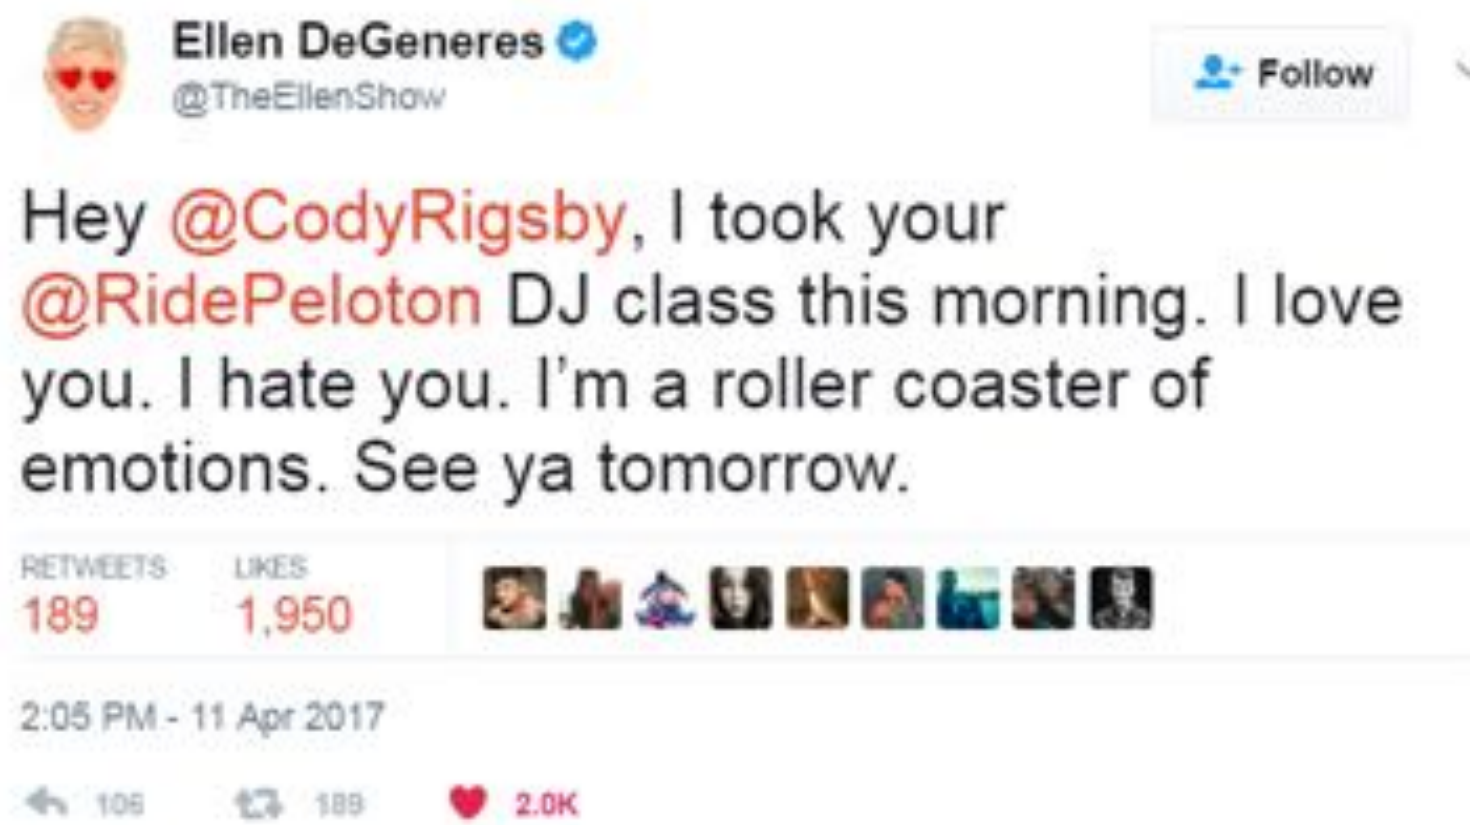 Ellen DeGeneres
@TheEllenShow
Follow
Hey @CodyRigsby, I took your
@RidePeloton DJ class this morning. I love
you. I hate you. I'm a roller coaster of
emotions. See ya tomorrow.
RETWEETS LIKES
189 1,950
2:05 PM - 11 Apr 2017
106 189 2.0K